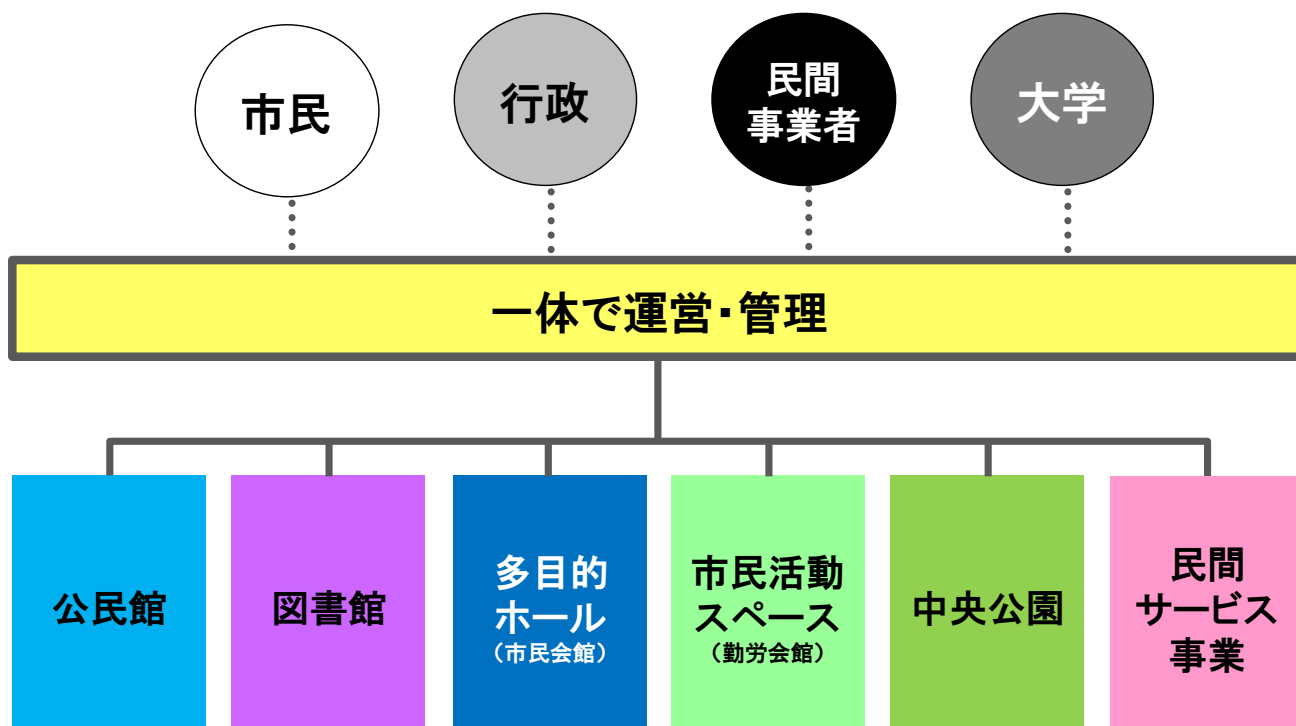 市民
行政
民間
事業者
大学
一体で運営・管理
公民館
図書館
多目的
ホール
（市民会館）
市民活動
スペース
（勤労会館）
中央公園
民間
サービス
事業